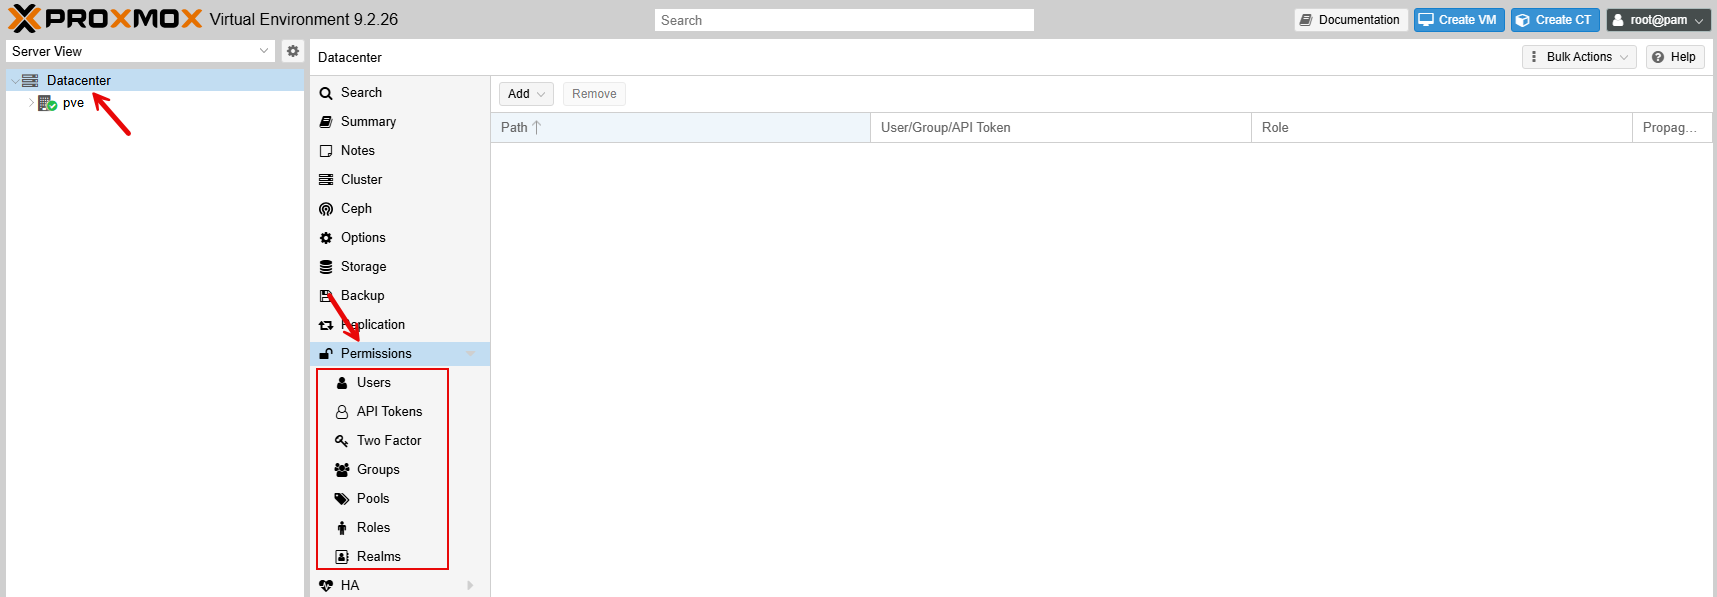 PROXMOX Virtual Environment 9.2.26
Search
Documentation
Create VM
Create CT
root@pam
Server View
Datacenter
pve
Datacenter
Bulk Actions
Help
Search
Summary
Notes
Cluster
Ceph
Options
Storage
Backup
Replication
Permissions
Users
API Tokens
Two Factor
Groups
Pools
Roles
Realms
HA
Add
Remove
Path
User/Group/API Token
Role
Propag...